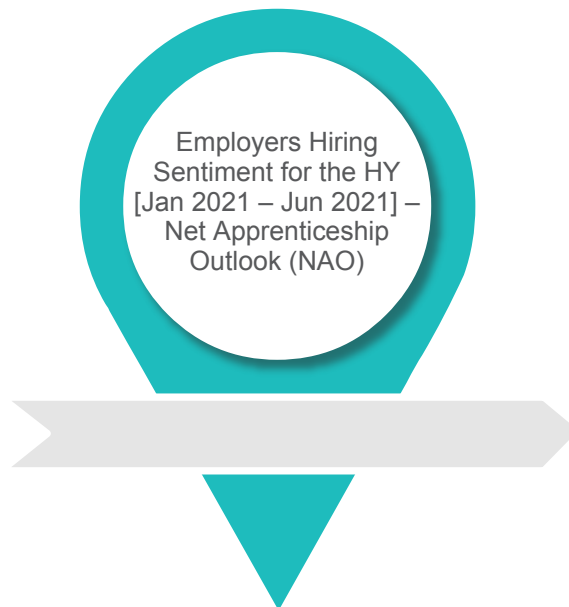 Employers Hiring
Sentiment for the HY
[Jan 2021 – Jun 2021] –
Net Apprenticeship
Outlook (NAO)